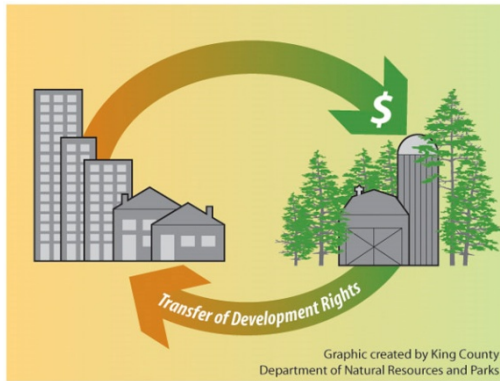 $
Transfer of Development Rights
Graphic created by King County
Department of Natural Resources and Parks